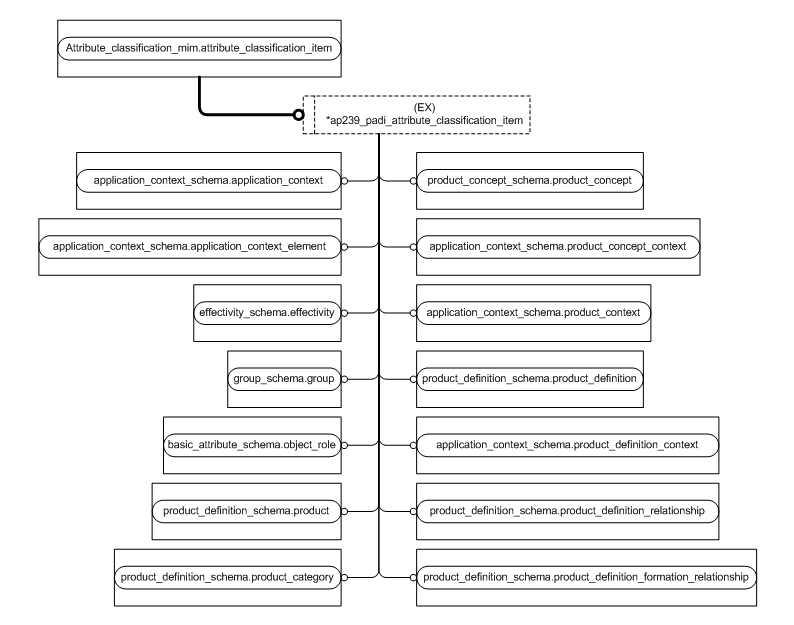 Attribute_classification_mim.attribute_classification_item
(EX)
*ap239_padi_attribute_classification_item
application_context_schema.application_context
product_concept_schema.product_concept
application_context_schema.application_context_element
application_context_schema.product_concept_context
effectivity_schema.effectivity
application_context_schema.product_context
group_schema.group
product_definition_schema.product_definition
basic_attribute_schema.object_role
application_context_schema.product_definition_context
product_definition_schema.product
product_definition_schema.product_definition_relationship
product_definition_schema.product_category
product_definition_schema.product_definition_formation_relationship